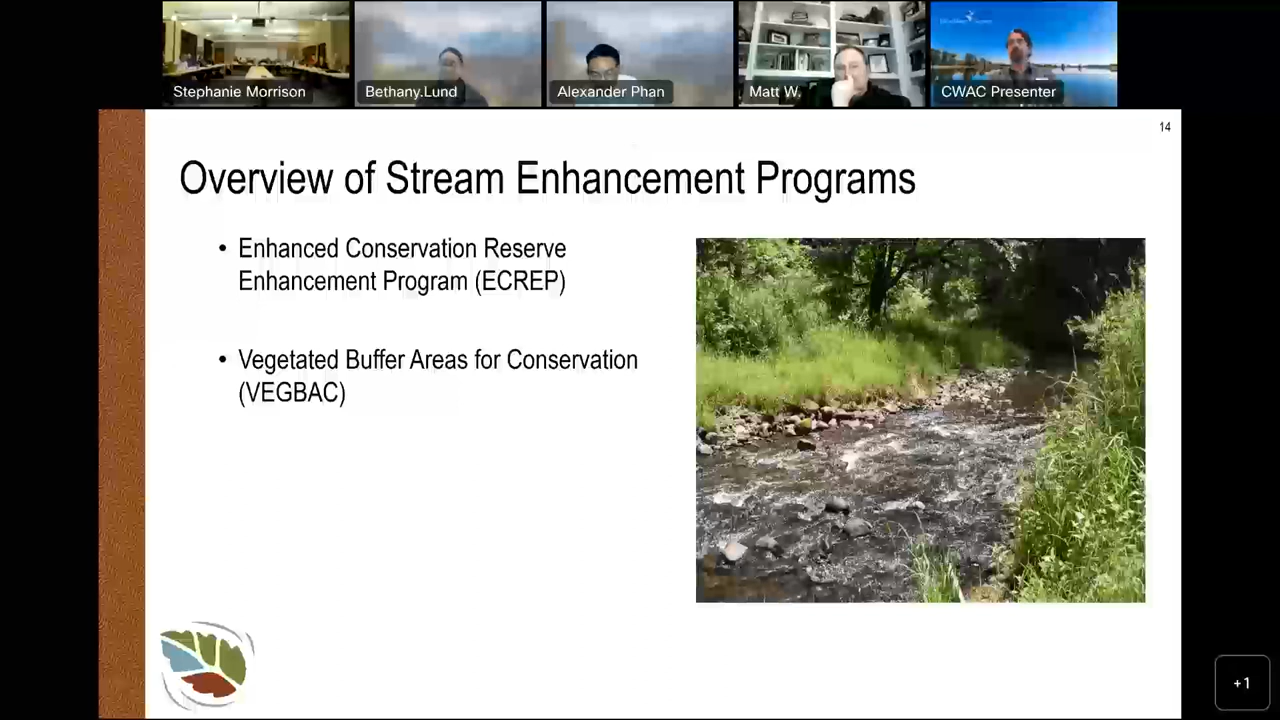 Stephanie Morrison
Bethany.Lund
Alexander Phan
Matt W.
CWAC Presenter
14
Overview of Stream Enhancement Programs
• Enhanced Conservation Reserve
Enhancement Program (ECREP)
• Vegetated Buffer Areas for Conservation
(VEGBAC)
+1